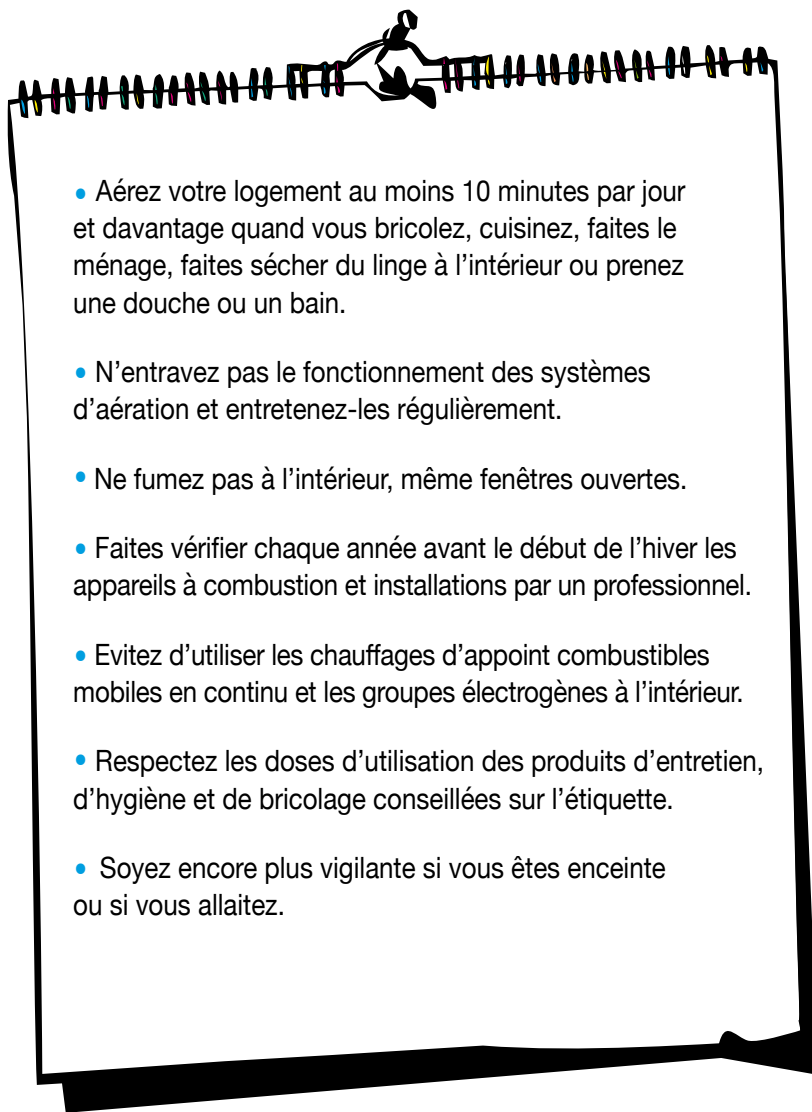 • Aérez votre logement au moins 10 minutes par jour
et davantage quand vous bricolez, cuisinez, faites le
ménage, faites sécher du linge à l’intérieur ou prenez
une douche ou un bain.
• N’entravez pas le fonctionnement des systèmes
d’aération et entretenez-les régulièrement.
• Ne fumez pas à l’intérieur, même fenêtres ouvertes.
• Faites vérifier chaque année avant le début de l’hiver les
appareils à combustion et installations par un professionnel.
• Evitez d’utiliser les chauffages d’appoint combustibles
mobiles en continu et les groupes électrogènes à l’intérieur.
• Respectez les doses d’utilisation des produits d’entretien,
d’hygiène et de bricolage conseillées sur l’étiquette.
• Soyez encore plus vigilante si vous êtes enceinte
ou si vous allaitez.